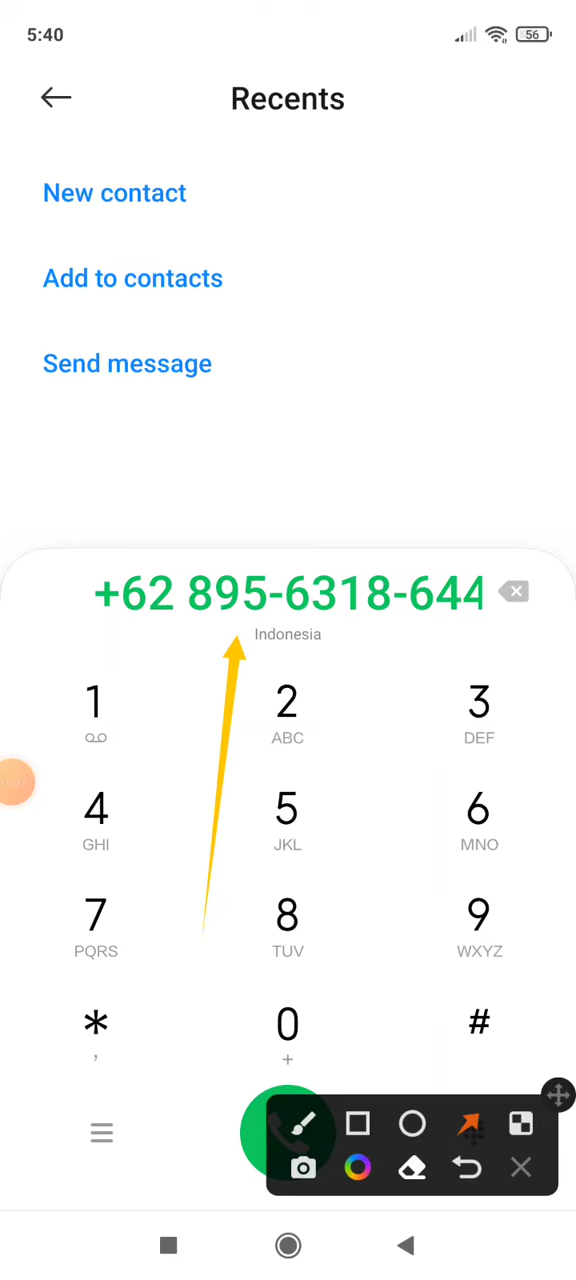 5:40
56
Recents
New contact
Add to contacts
Send message
+62 895-6318-644
Indonesia
1
2
ABC
3
DEF
4
GHI
5
JKL
6
MNO
7
PQRS
8
TUV
9
WXYZ
*
,
0
+
#